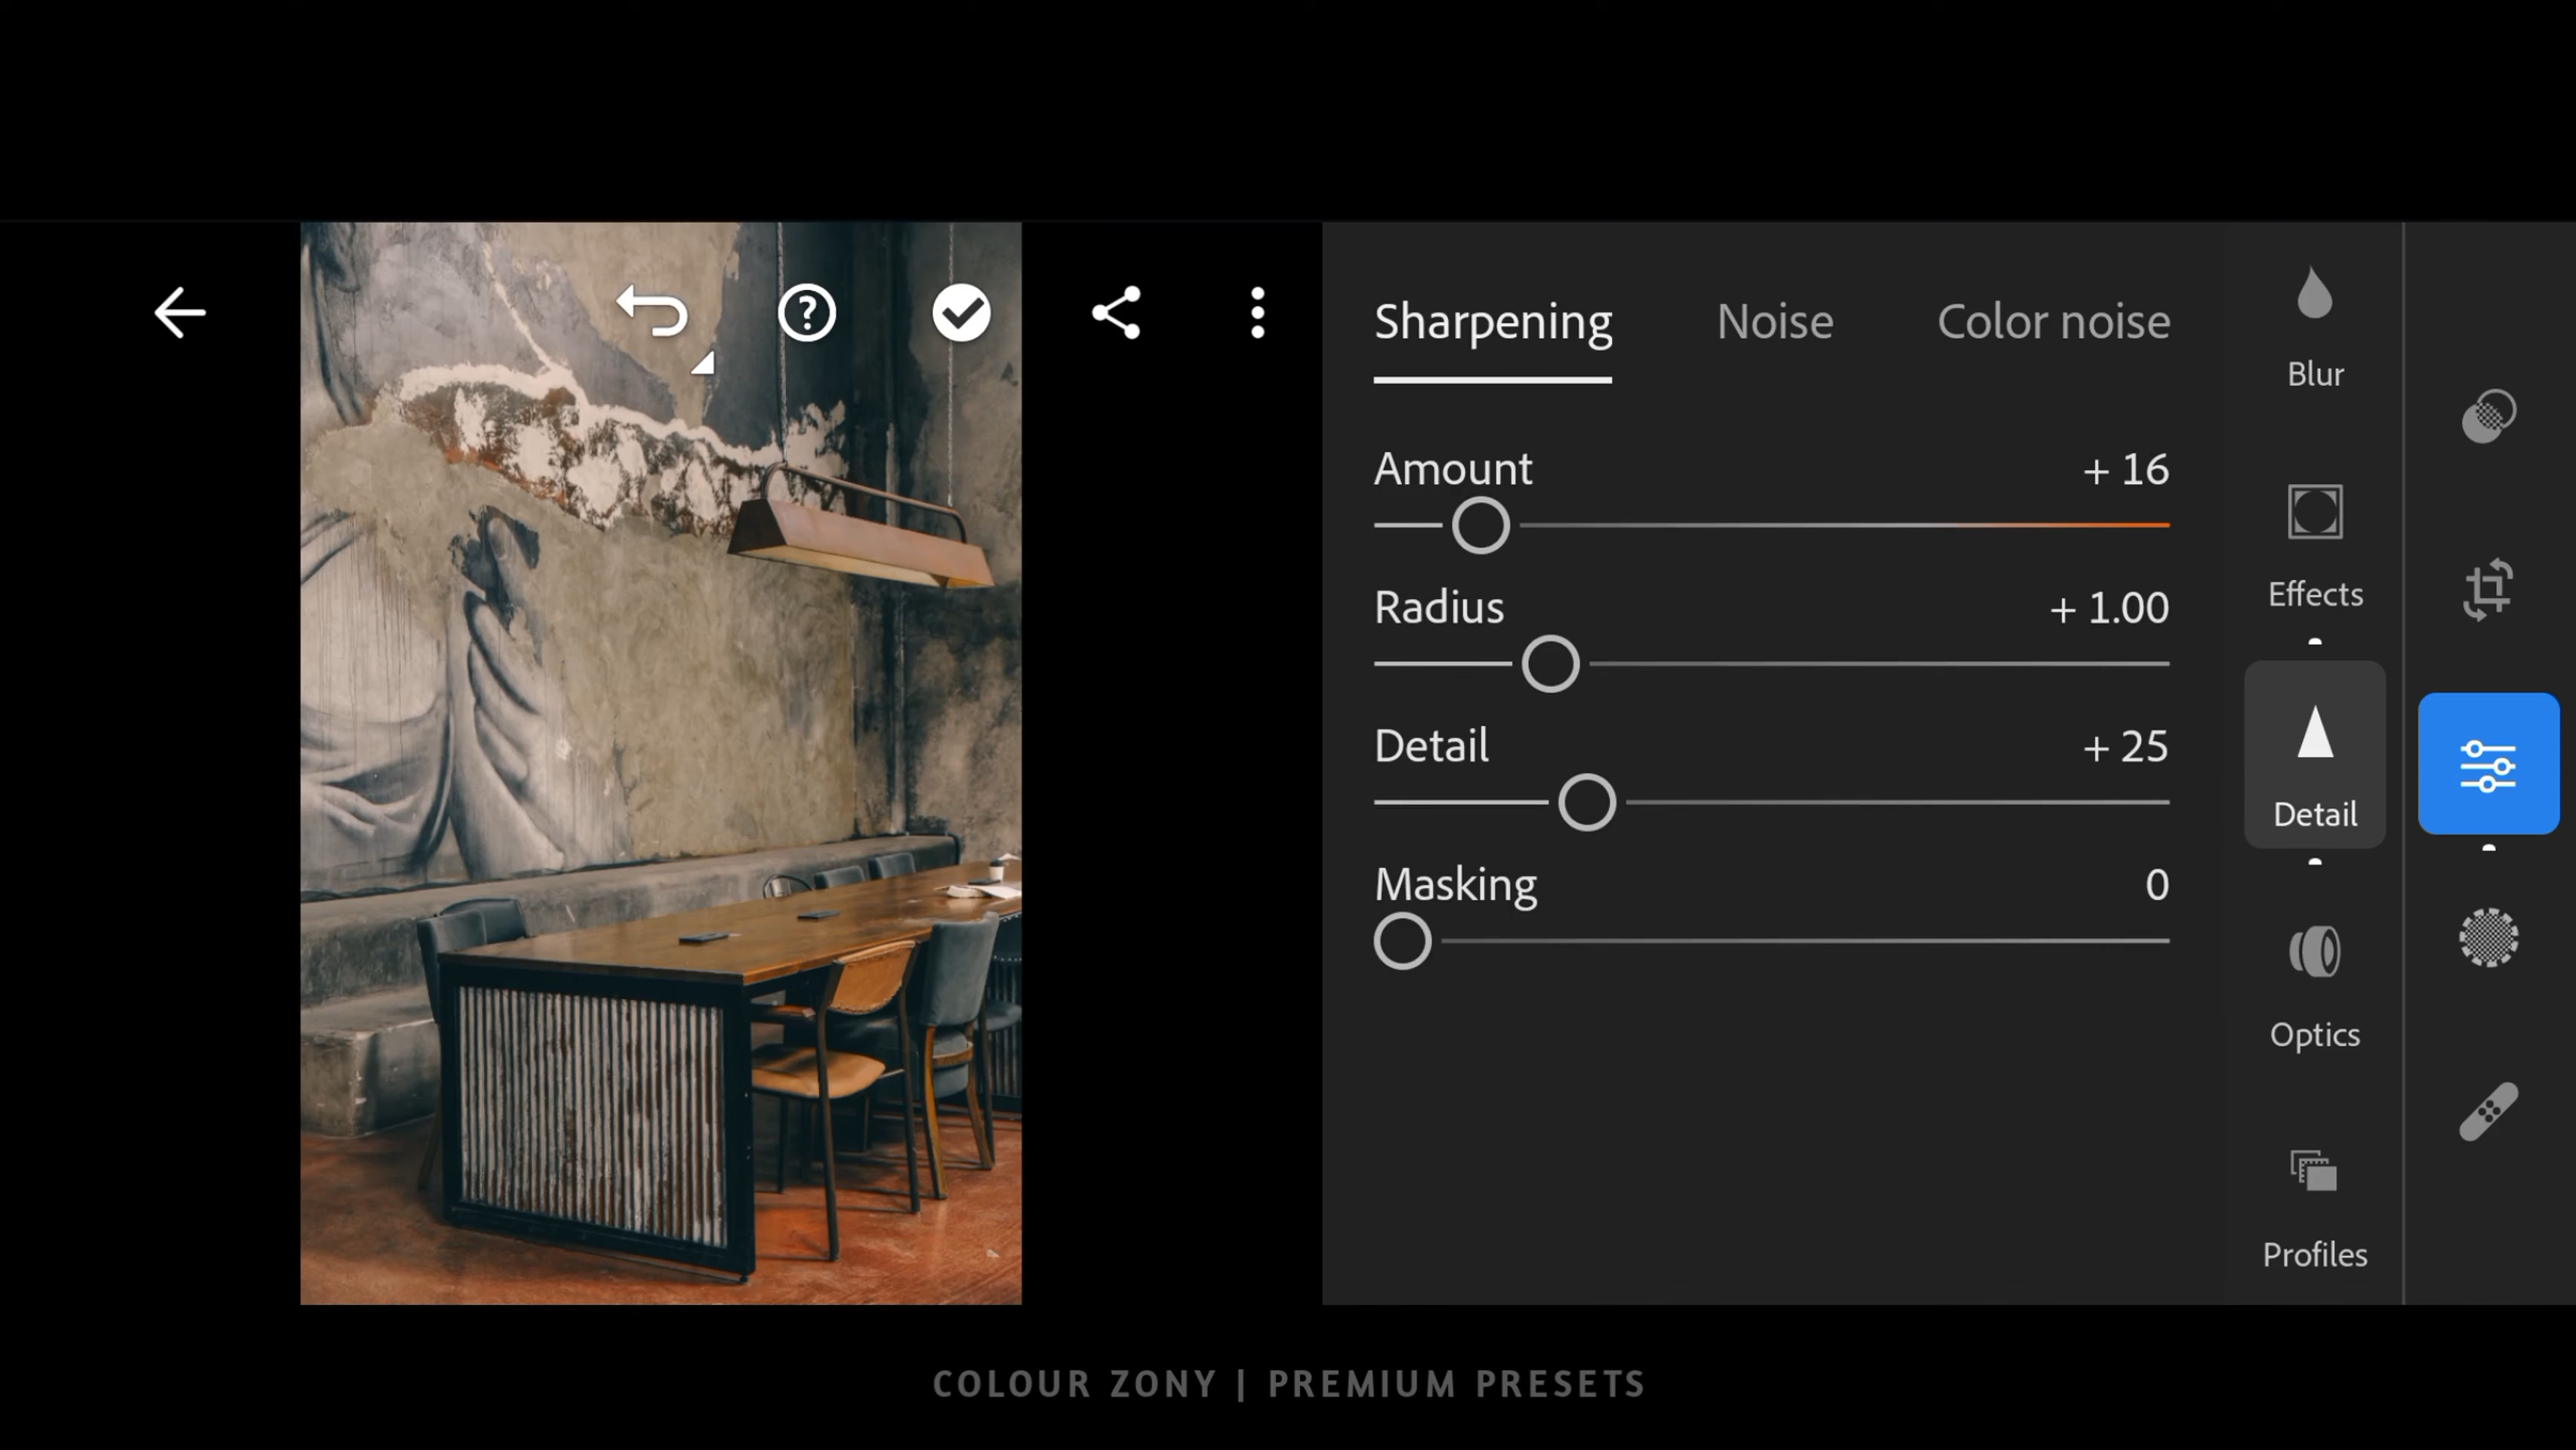 Sharpening Noise Color noise
Amount + 16
Radius + 1.00
Detail + 25
Masking 0
Blur
Effects
Detail
Optics
Profiles
COLOUR ZONY | PREMIUM PRESETS